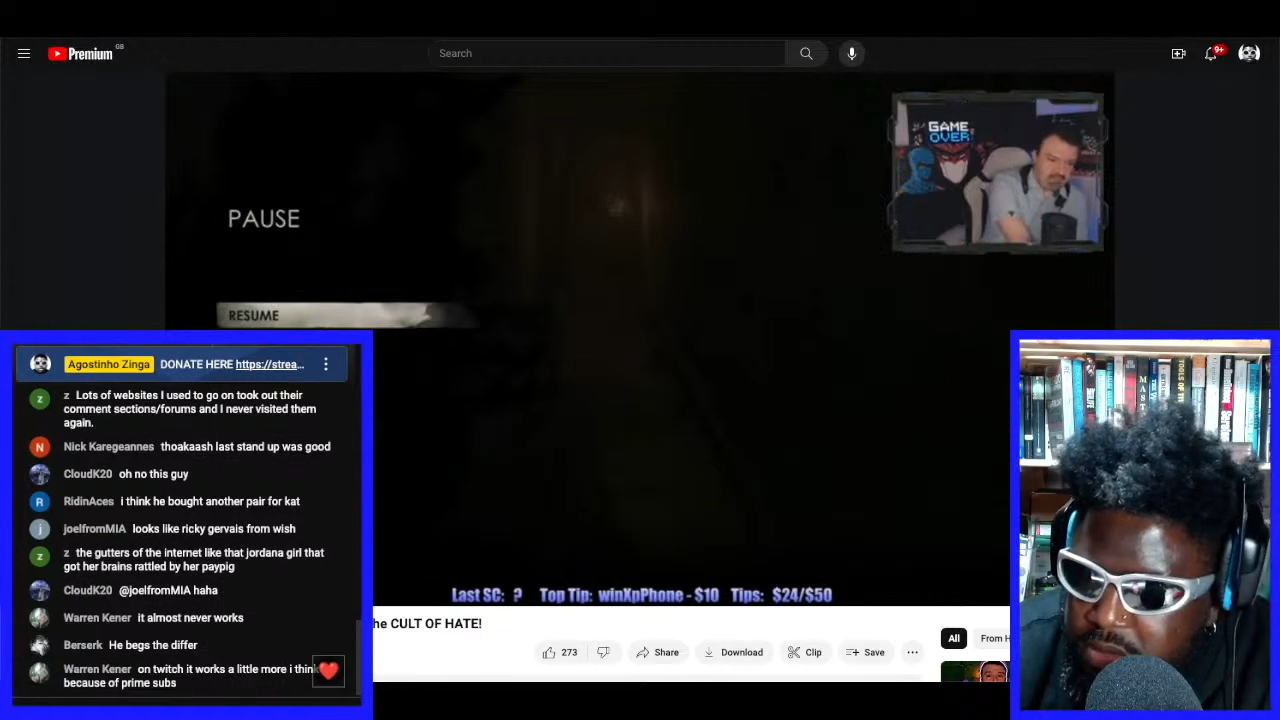 Premium GB
Search
9+
GAME
OVER
PAUSE
RESUME
Agostinho Zinga DONATE HERE https://strea...
z Lots of websites I used to go on took out their
comment sections/forums and I never visited them
again.
N Nick Karegeannes thoakaash last stand up was good
CloudK20 oh no this guy
R RidinAces i think he bought another pair for kat
j joelfromMIA looks like ricky gervais from wish
z the gutters of the internet like that jordana girl that
got her brains rattled by her paypig
CloudK20 @joelfromMIA haha
Warren Kener it almost never works
Berserk He begs the differ
Warren Kener on twitch it works a little more i think
because of prime subs
Last SC: ? Top Tip: winXpPhone - $10 Tips: $24/$50
he CULT OF HATE!
273 Share Download Clip Save
All From H